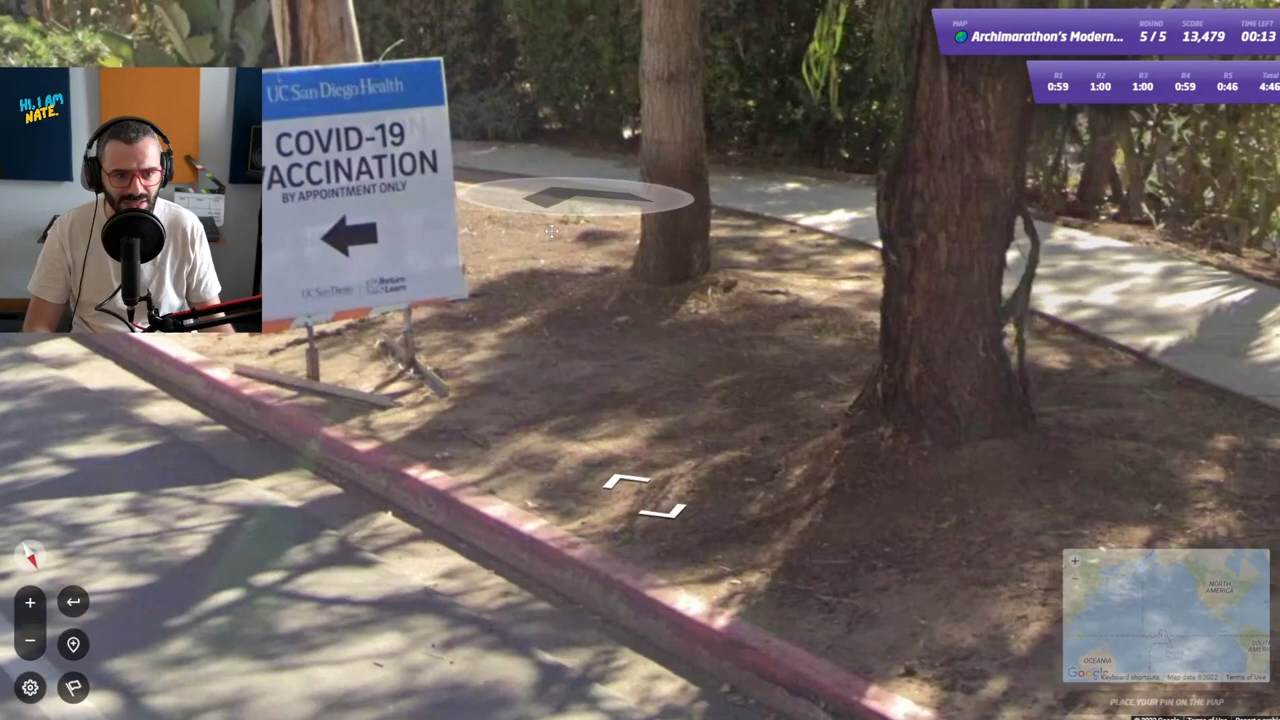 MAP
Archimarathon's Modern...
ROUND
5 / 5
SCORE
13,479
TIME LEFT
00:13
R1
0:59
R2
1:00
R3
1:00
R4
0:59
R5
0:46
Total
4:46
HI, I AM
NATE.
UC San Diego Health
COVID-19
VACCINATION
BY APPOINTMENT ONLY
UC San Diego
Return
Learn
NORTH
AMERICA
OCEANIA
Google
Keyboard shortcuts
Map data ©2022
Terms of Use
PLACE YOUR PIN ON THE MAP